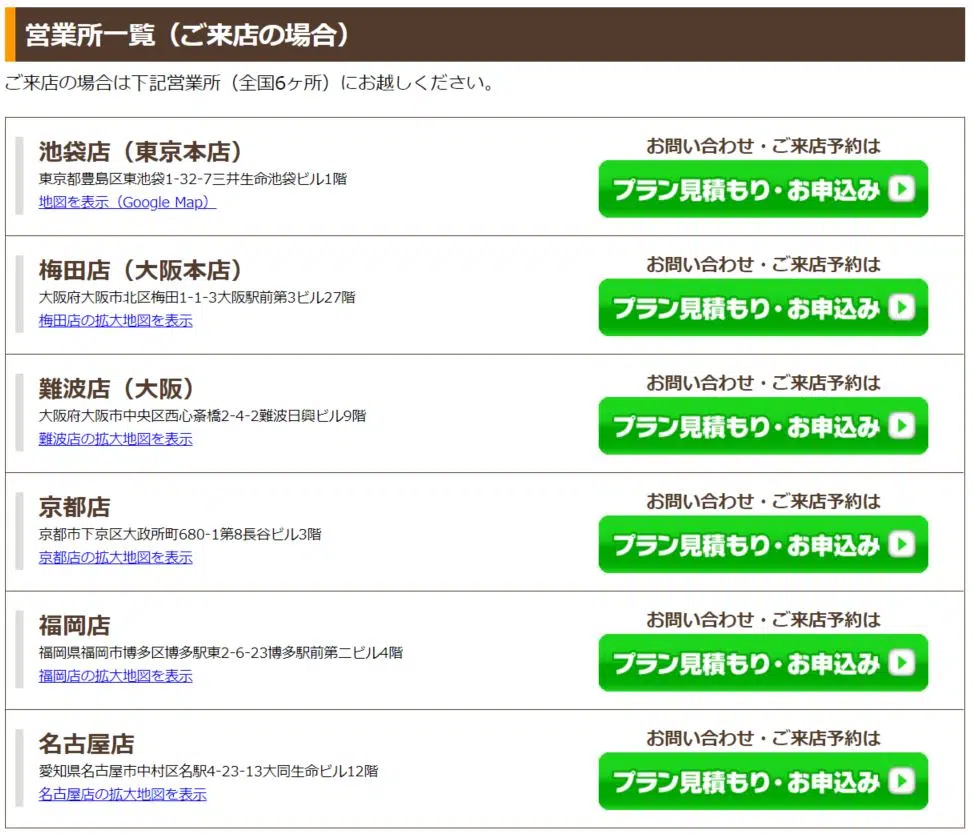 営業所一覧（ご来店の場合）
ご来店の場合は下記営業所（全国6ヶ所）にお越しください。
池袋店（東京本店）
東京都豊島区東池袋1-32-7三井生命池袋ビル1階
地図を表示（Google Map）
お問い合わせ・ご来店予約は
プラン見積もり・お申込み
梅田店（大阪本店）
大阪府大阪市北区梅田1-1-3大阪駅前第3ビル27階
梅田店の拡大地図を表示
お問い合わせ・ご来店予約は
プラン見積もり・お申込み
難波店（大阪）
大阪府大阪市中央区西心斎橋2-4-2難波日興ビル9階
難波店の拡大地図を表示
お問い合わせ・ご来店予約は
プラン見積もり・お申込み
京都店
京都市下京区大政所町680-1第8長谷ビル3階
京都店の拡大地図を表示
お問い合わせ・ご来店予約は
プラン見積もり・お申込み
福岡店
福岡県福岡市博多区博多駅東2-6-23博多駅前第二ビル4階
福岡店の拡大地図を表示
お問い合わせ・ご来店予約は
プラン見積もり・お申込み
名古屋店
愛知県名古屋市中村区名駅4-23-13大同生命ビル12階
名古屋店の拡大地図を表示
お問い合わせ・ご来店予約は
プラン見積もり・お申込み